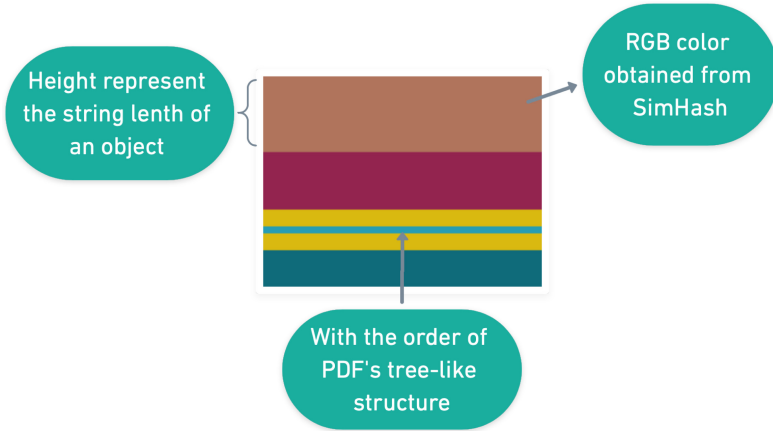 Height represent
the string lenth of
an object
RGB color
obtained from
SimHash
With the order of
PDF's tree-like
structure